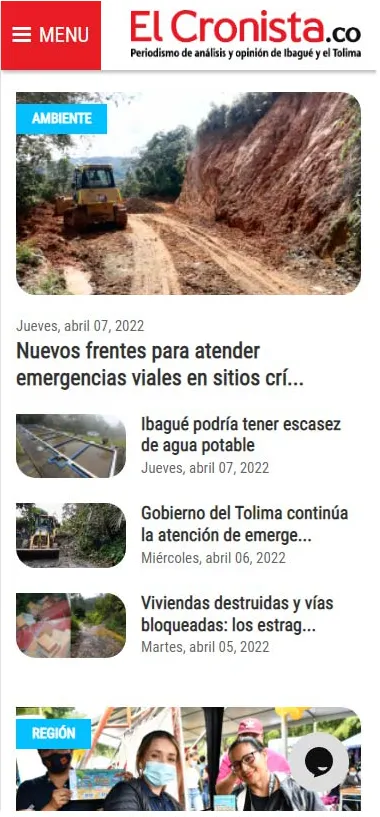 MENU
El Cronista.co
Periodismo de análisis y opinión de Ibagué y el Tolima
AMBIENTE
Jueves, abril 07, 2022
Nuevos frentes para atender
emergencias viales en sitios crí...
Ibagué podría tener escasez
de agua potable
Jueves, abril 07, 2022
Gobierno del Tolima continúa
la atención de emerge...
Miércoles, abril 06, 2022
Viviendas destruidas y vías
bloqueadas: los estrag...
Martes, abril 05, 2022
REGIÓN